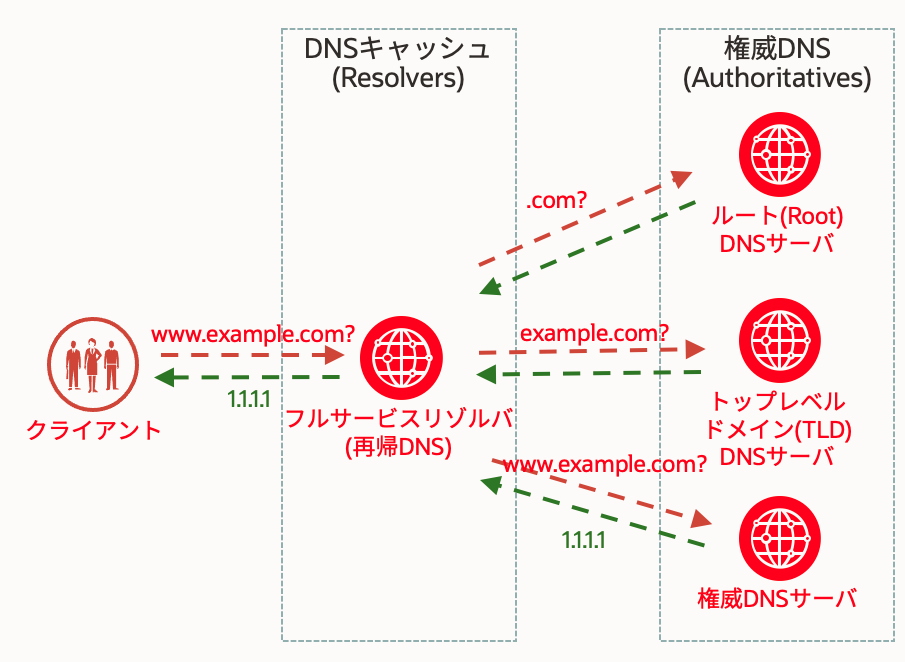 DNSキャッシュ
(Resolvers)
権威DNS
(Authoritatives)
.com?
ルート(Root)
DNSサーバ
www.example.com?
1.1.1.1
クライアント
フルサービスリゾルバ
(再帰DNS)
example.com?
トップレベル
ドメイン(TLD)
DNSサーバ
www.example.com?
1.1.1.1
権威DNSサーバ